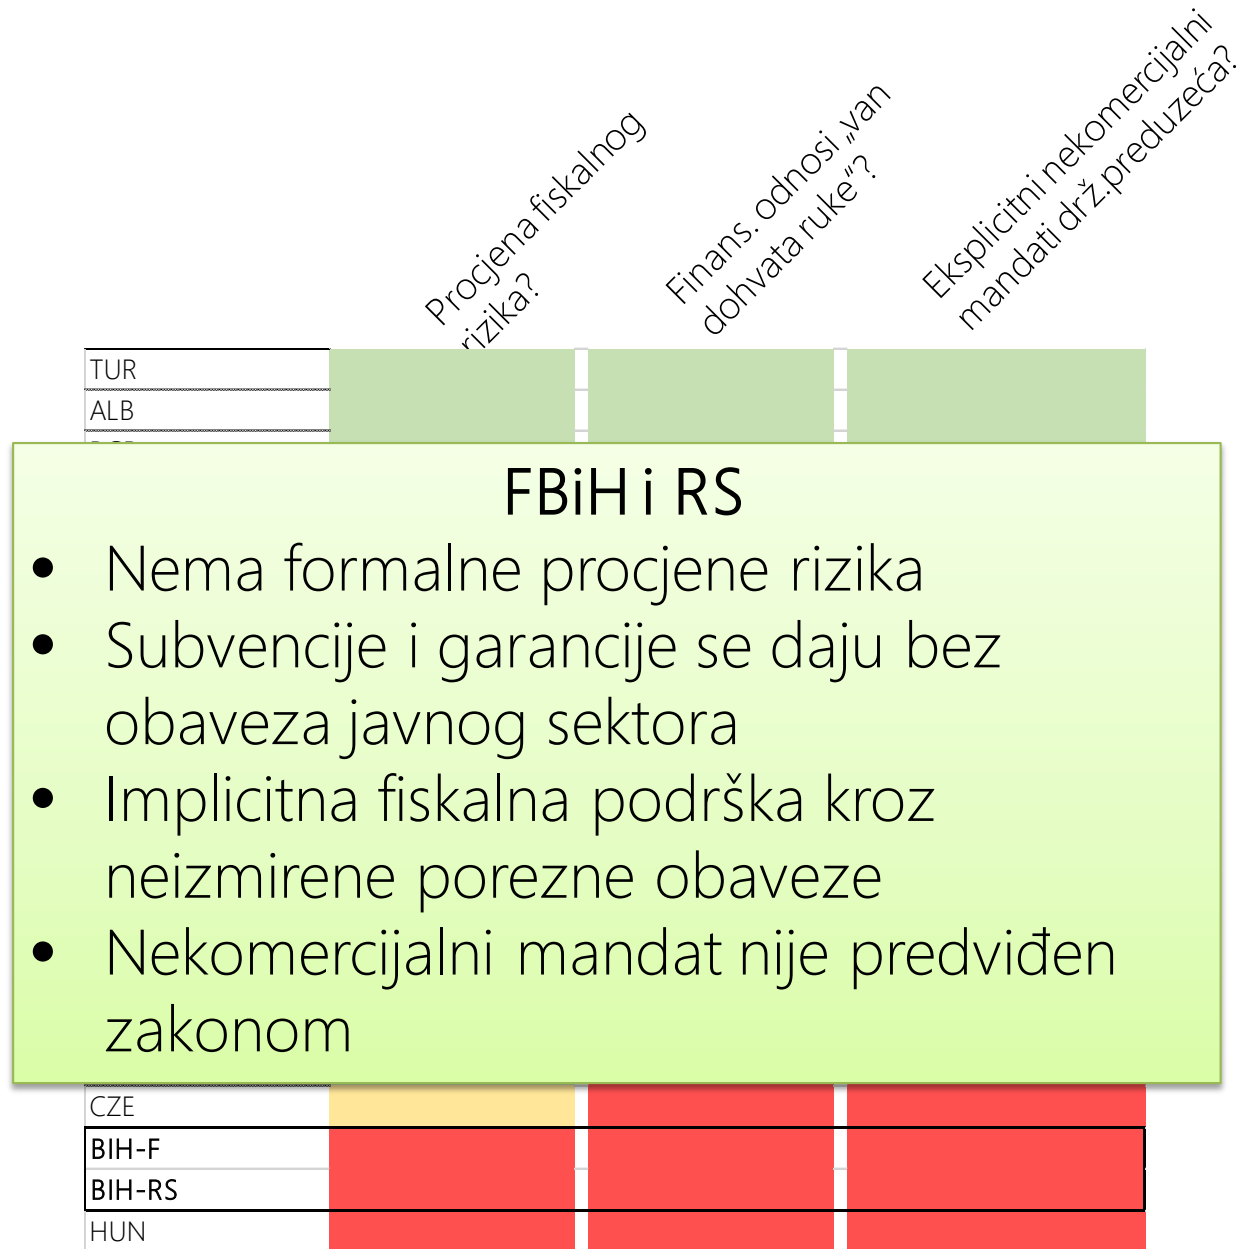 Procjena fiskalnog
rizika?
Finans. odnosi „van
dohvata ruke“?
Eksplicitni nekomercijalni
mandati drž.preduzeća?
TUR
ALB
FBiH i RS
• Nema formalne procjene rizika
• Subvencije i garancije se daju bez
obaveza javnog sektora
• Implicitna fiskalna podrška kroz
neizmirene porezne obaveze
• Nekomercijalni mandat nije predviđen
zakonom
CZE
BIH-F
BIH-RS
HUN